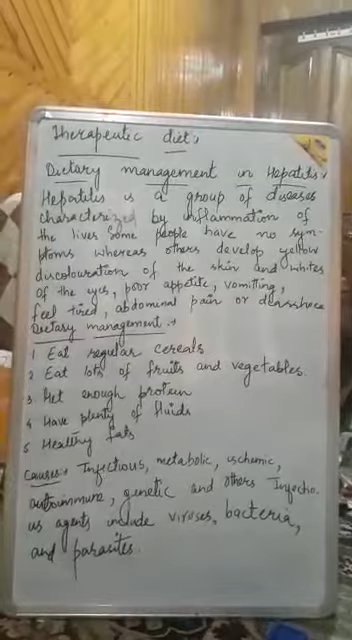 Therapeutic diet:
Dietary management in Hepatitis:
Hepatitis is a group of diseases
characterized by inflammation of
the lives some people have no sym-
ptoms whereas others develop yellow
discolouration of the skin and whites
of the eyes, poor appetite, vomitting,
feel tired, abdominal pain or
Dietary management:
1 Eat regular cereals
2 Eat lots of fruits and vegetables.
3 Get enough protein
4 Have plenty of fluids
5 Healthy fats
Causes: Infectious, metabolic, ischemic,
autoimmune, genetic and others Infectio-
us agents include viruses, bacteria,
and parasites.